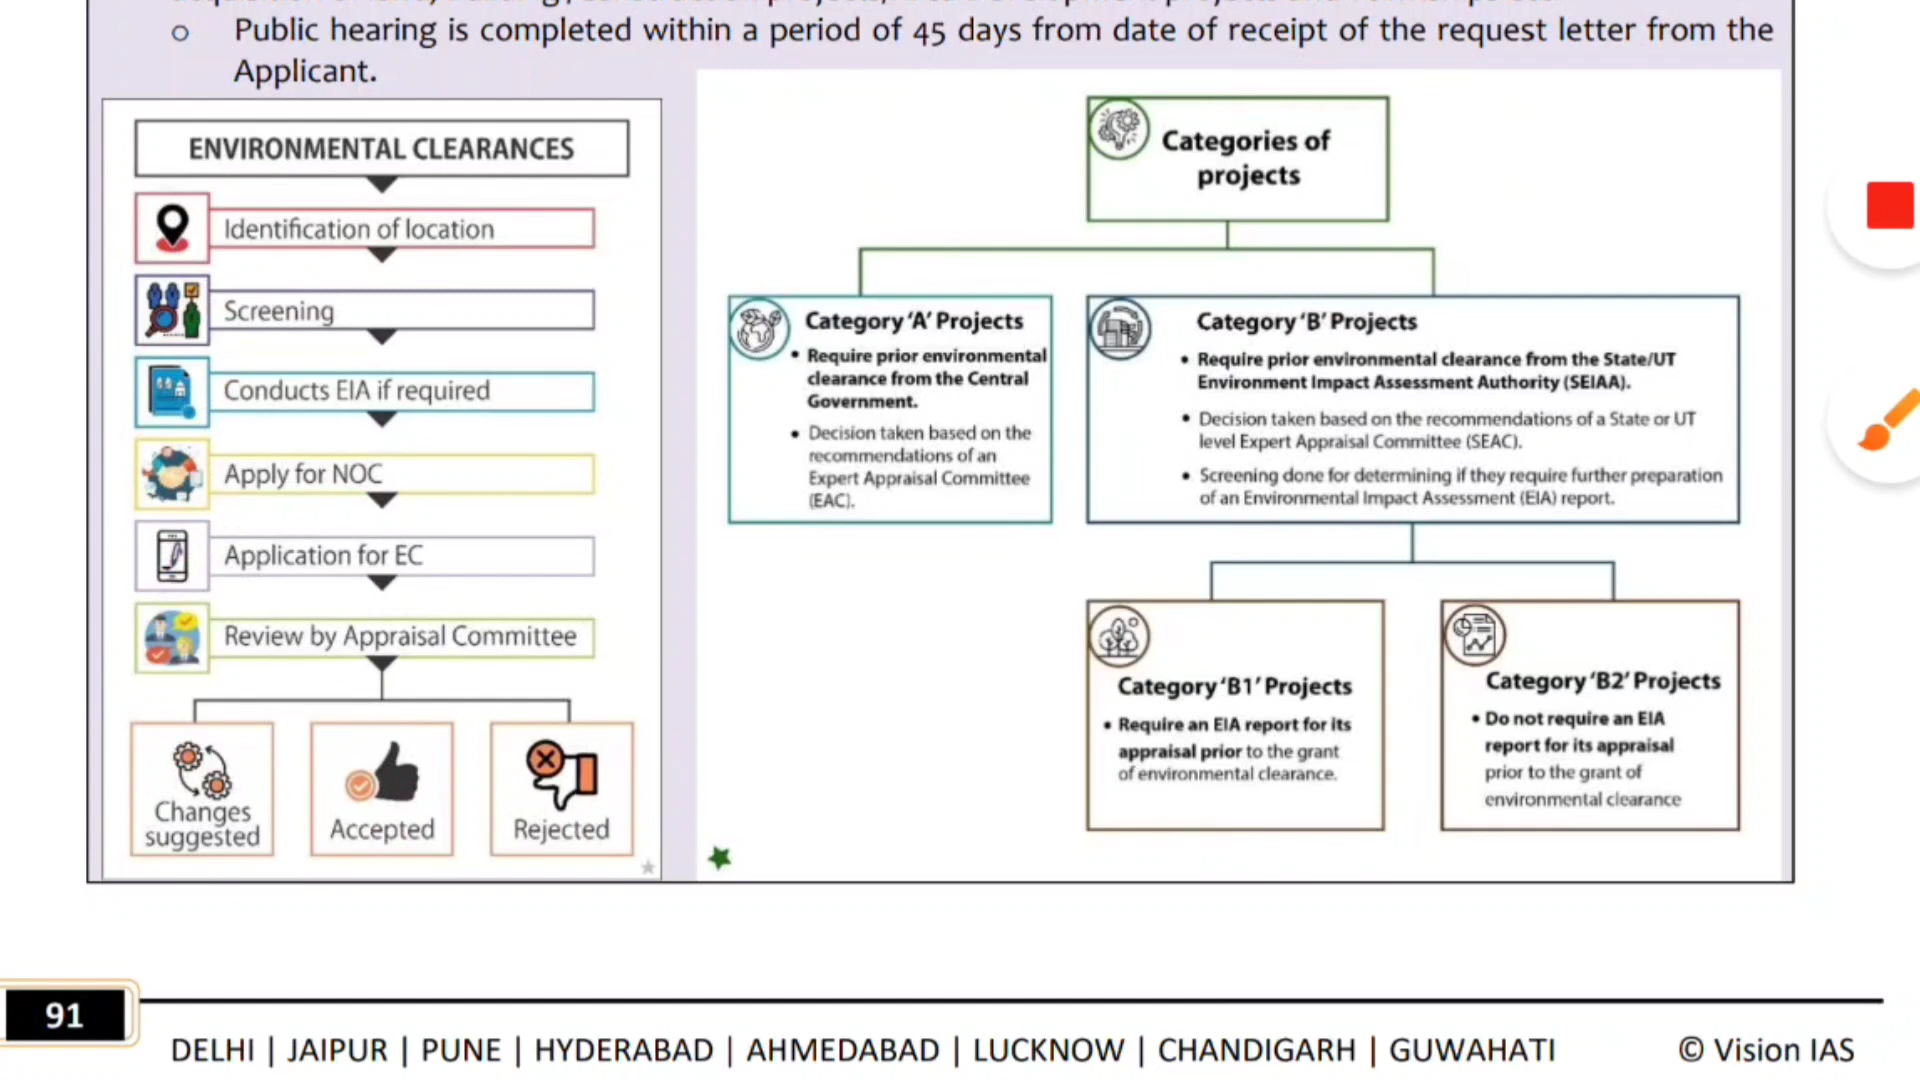 Public hearing is completed within a period of 45 days from date of receipt of the request letter from the
Applicant.
ENVIRONMENTAL CLEARANCES
Identification of location
Screening
Conducts EIA if required
Apply for NOC
Application for EC
Review by Appraisal Committee
Changes
suggested
Accepted
Rejected
Categories of
projects
Category 'A' Projects
• Require prior environmental
clearance from the Central
Government.
• Decision taken based on the
recommendations of an
Expert Appraisal Committee
(EAC).
Category 'B' Projects
• Require prior environmental clearance from the State/UT
Environment Impact Assessment Authority (SEIAA).
• Decision taken based on the recommendations of a State or UT
level Expert Appraisal Committee (SEAC).
• Screening done for determining if they require further preparation
of an Environmental Impact Assessment (EIA) report.
Category 'B1' Projects
• Require an EIA report for its
appraisal prior to the grant
of environmental clearance.
Category 'B2' Projects
• Do not require an EIA
report for its appraisal
prior to the grant of
environmental clearance
91
DELHI | JAIPUR | PUNE | HYDERABAD | AHMEDABAD | LUCKNOW | CHANDIGARH | GUWAHATI
© Vision IAS